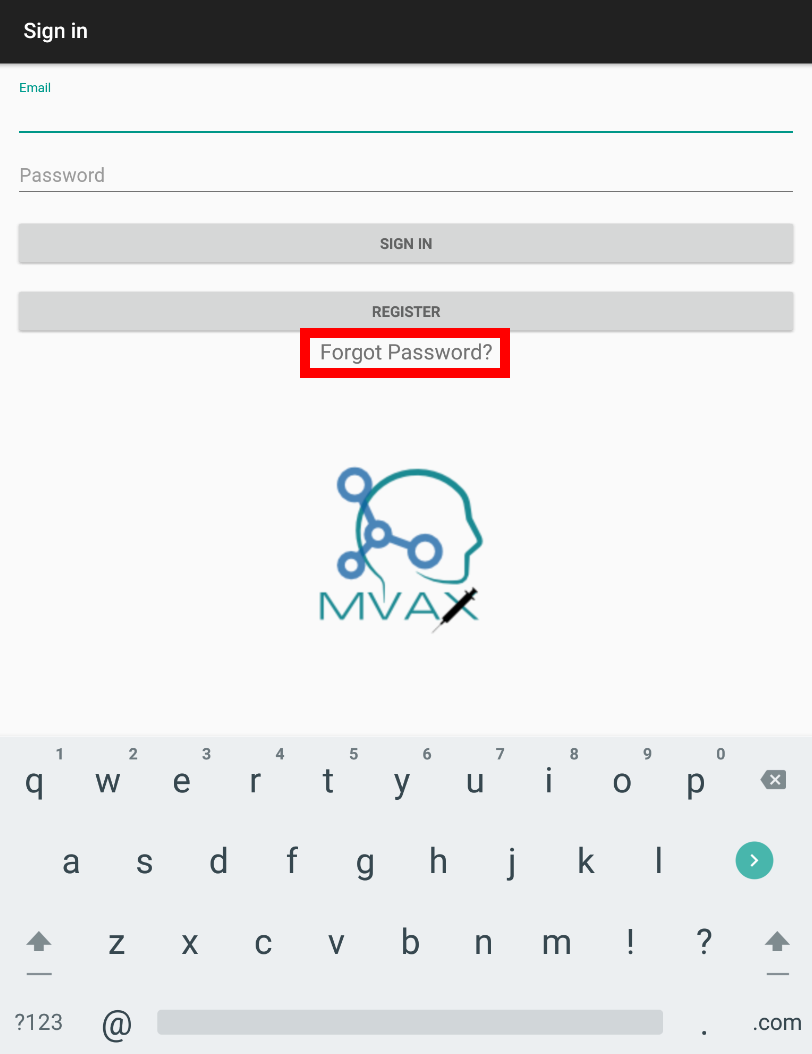 Sign in
Email
Password
SIGN IN
REGISTER
Forgot Password?
MVAX
1 2 3 4 5 6 7 8 9 0
q w e r t y u i o p
a s d f g h j k l
z x c v b n m ! ?
?123 @ . .com